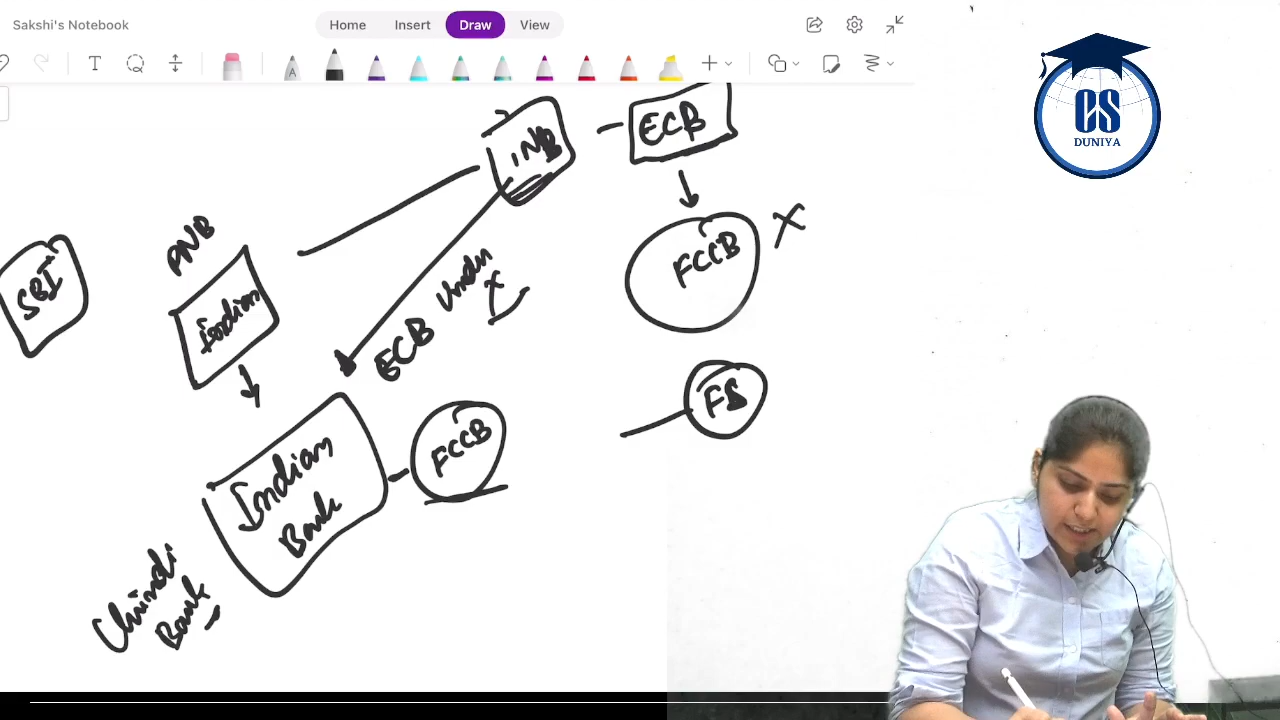 Sakshi's Notebook
Home Insert Draw View
INB
ECB
FCCB X
PNB
SBI
Indian
ECB Under
X
FS
Indian
Bank
FCCB
Chindi
Bank
CS
DUNIYA